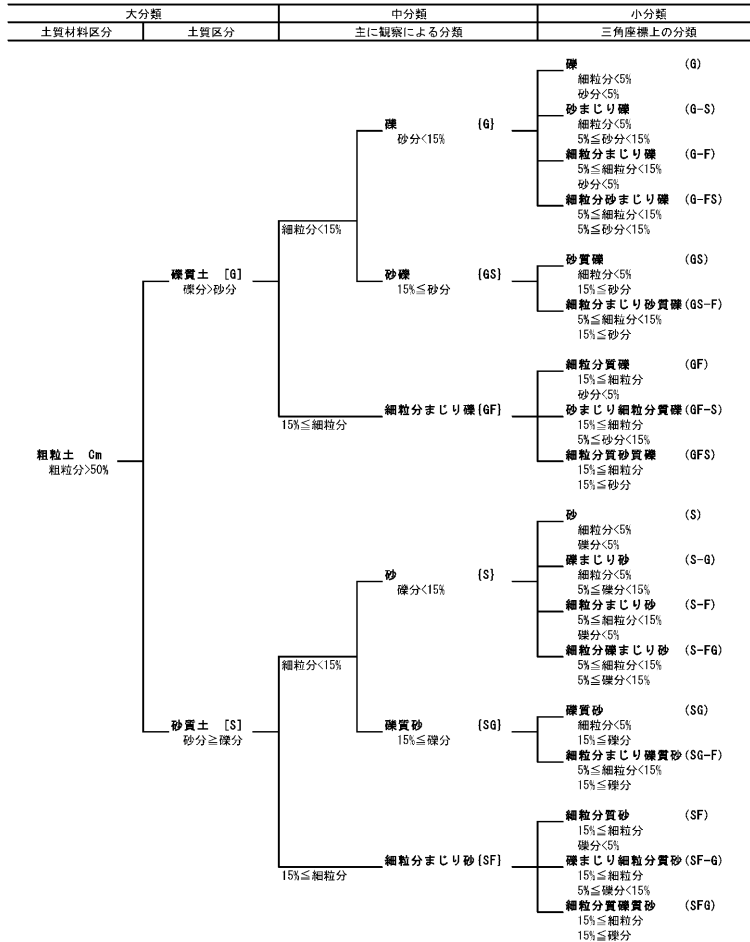 大分類 中分類 小分類
土質材料区分 土質区分 主に観察による分類 三角座標上の分類
礫 (G)
細粒分<5%
砂分<5%
砂まじり礫 (G-S)
細粒分<5%
5%≦砂分<15%
礫 {G}
砂分<15%
細粒分まじり礫 (G-F)
5%≦細粒分<15%
砂分<5%
細粒分砂まじり礫 (G-FS)
5%≦細粒分<15%
5%≦砂分<15%
細粒分<15%
砂質礫 (GS)
細粒分<5%
15%≦砂分
礫質土 [G]
礫分>砂分
砂礫 {GS}
15%≦砂分
細粒分まじり砂質礫(GS-F)
5%≦細粒分<15%
15%≦砂分
細粒分質礫 (GF)
15%≦細粒分
砂分<5%
15%≦細粒分
細粒分まじり礫{GF}
砂まじり細粒分質礫(GF-S)
15%≦細粒分
5%≦砂分<15%
粗粒土 Cm
粗粒分>50%
細粒分質砂質礫 (GFS)
15%≦細粒分
15%≦砂分
砂 (S)
細粒分<5%
礫分<5%
礫まじり砂 (S-G)
細粒分<5%
5%≦礫分<15%
砂 {S}
礫分<15%
細粒分まじり砂 (S-F)
5%≦細粒分<15%
礫分<5%
細粒分礫まじり砂 (S-FG)
5%≦細粒分<15%
5%≦礫分<15%
細粒分<15%
礫質砂 (SG)
細粒分<5%
15%≦礫分
砂質土 [S]
砂分≧礫分
礫質砂 {SG}
15%≦礫分
細粒分まじり礫質砂(SG-F)
5%≦細粒分<15%
15%≦礫分
細粒分質砂 (SF)
15%≦細粒分
礫分<5%
15%≦細粒分
細粒分まじり砂{SF}
礫まじり細粒分質砂(SF-G)
15%≦細粒分
5%≦礫分<15%
細粒分質礫質砂 (SFG)
15%≦細粒分
15%≦礫分